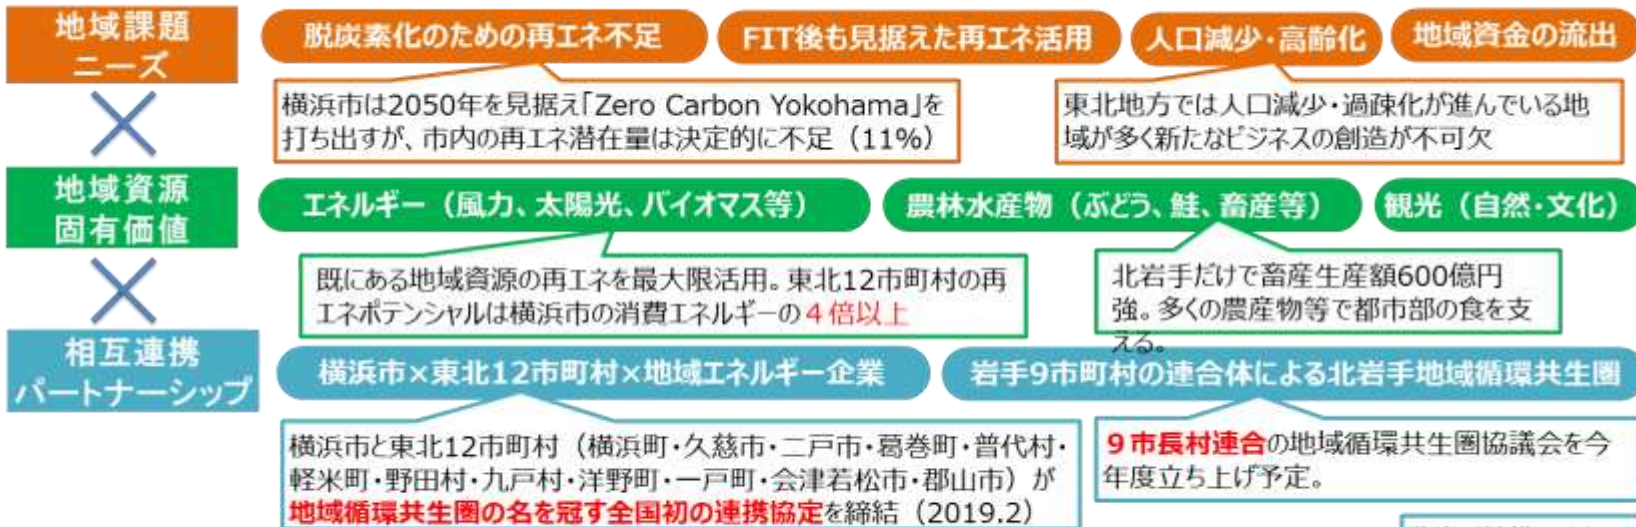 地域課題
ニーズ
脱炭素化のための再エネ不足
FIT後も見据えた再エネ活用
人口減少・高齢化
地域資金の流出
横浜市は2050年を見据え「Zero Carbon Yokohama」を
打ち出すが、市内の再エネ潜在量は決定的に不足（11%）
東北地方では人口減少・過疎化が進んでいる地
域が多く新たなビジネスの創造が不可欠
地域資源
固有価値
エネルギー（風力、太陽光、バイオマス等）
農林水産物（ぶどう、鮭、畜産等）
観光（自然・文化）
既にある地域資源の再エネを最大限活用。東北12市町村の再
エネポテンシャルは横浜市の消費エネルギーの４倍以上
北岩手だけで畜産生産額600億円
強。多くの農産物等で都市部の食を支
える。
相互連携
パートナーシップ
横浜市×東北12市町村×地域エネルギー企業
岩手9市町村の連合体による北岩手地域循環共生圏
横浜市と東北12市町村（横浜町・久慈市・二戸市・葛巻町・普代村・
軽米町・野田村・九戸村・洋野町・一戸町・会津若松市・郡山市）が
地域循環共生圏の名を冠す全国初の連携協定を締結（2019.2）
９市長村連合の地域循環共生圏協議会を今
年度立ち上げ予定。